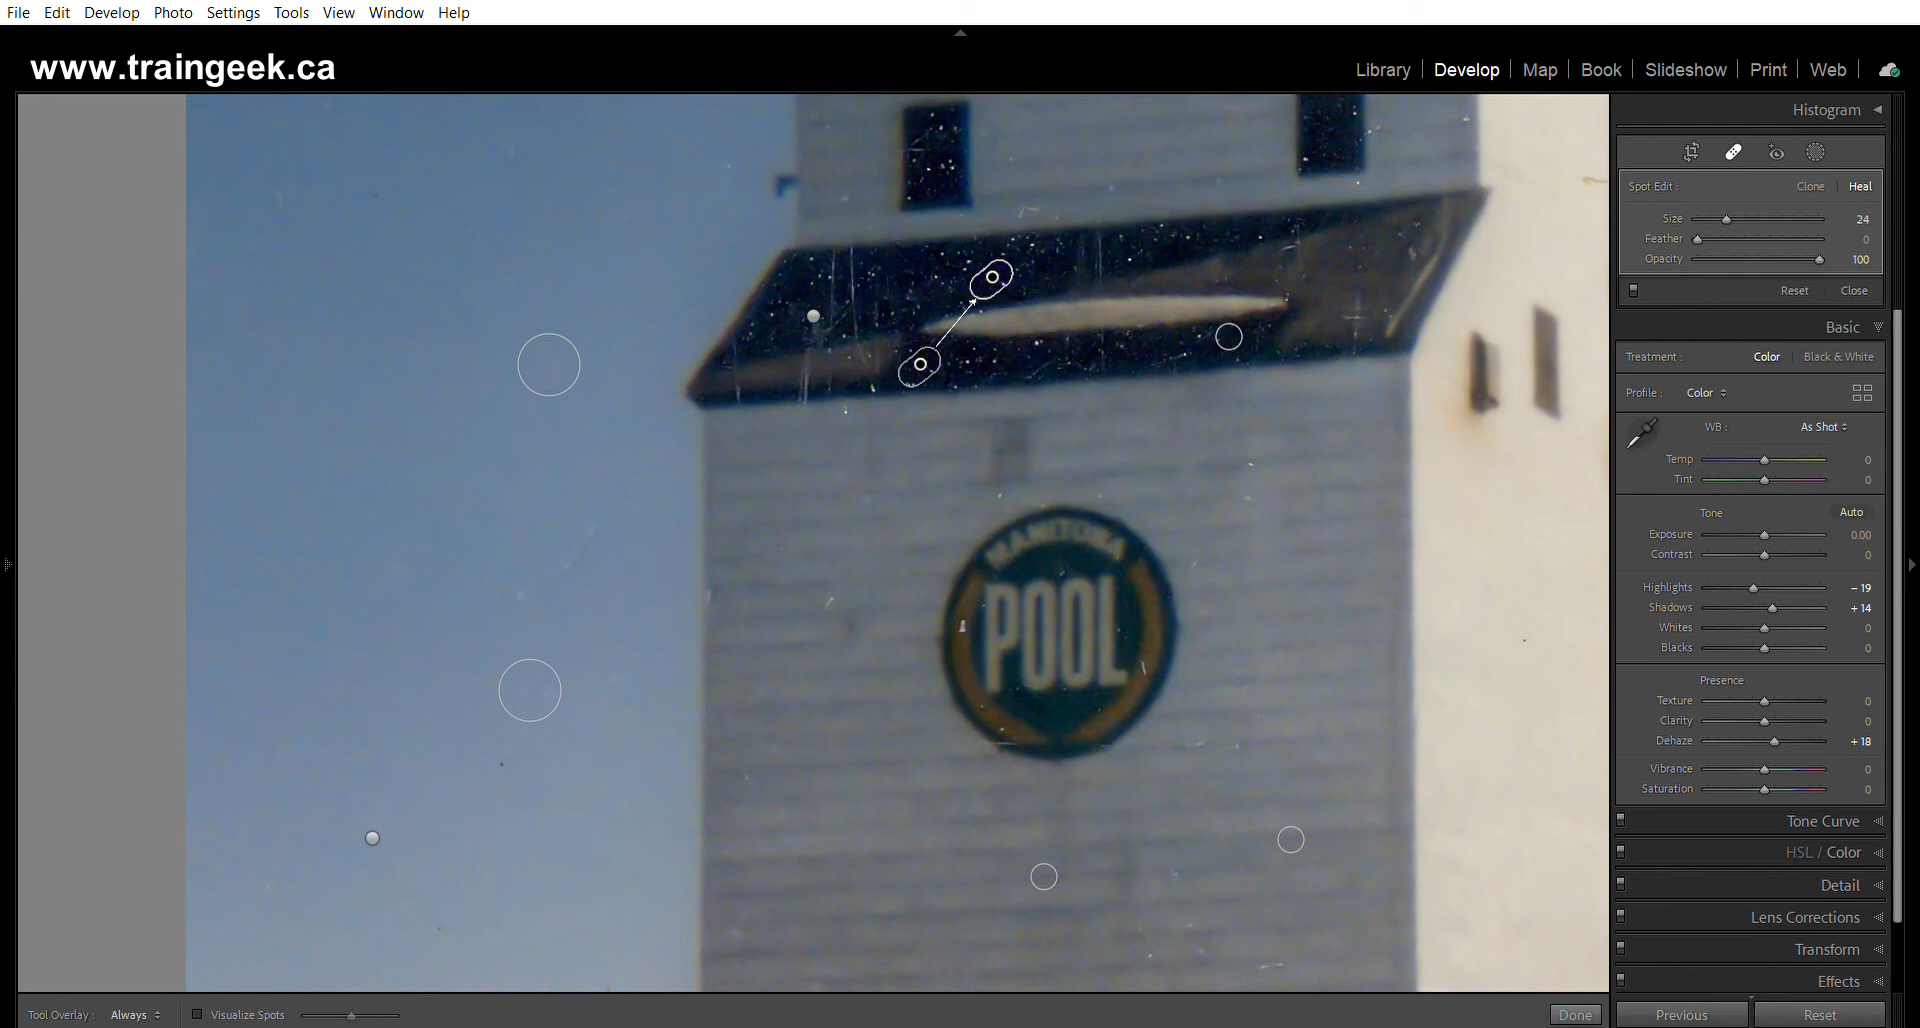 File Edit Develop Photo Settings Tools View Window Help
www.traingeek.ca
Library Develop Map Book Slideshow Print Web
Histogram
Spot Edit : Clone Heal
Size 24
Feather 0
Opacity 100
Reset Close
Basic
Treatment : Color Black & White
Profile : Color
WB : As Shot
Temp 0
Tint 0
Tone Auto
Exposure 0.00
Contrast 0
Highlights – 19
Shadows + 14
Whites 0
Blacks 0
Presence
Texture 0
Clarity 0
Dehaze + 18
Vibrance 0
Saturation 0
Tone Curve
HSL / Color
Detail
Lens Corrections
Transform
Effects
Previous Reset
MANITOBA
POOL
Tool Overlay : Always Visualize Spots Done